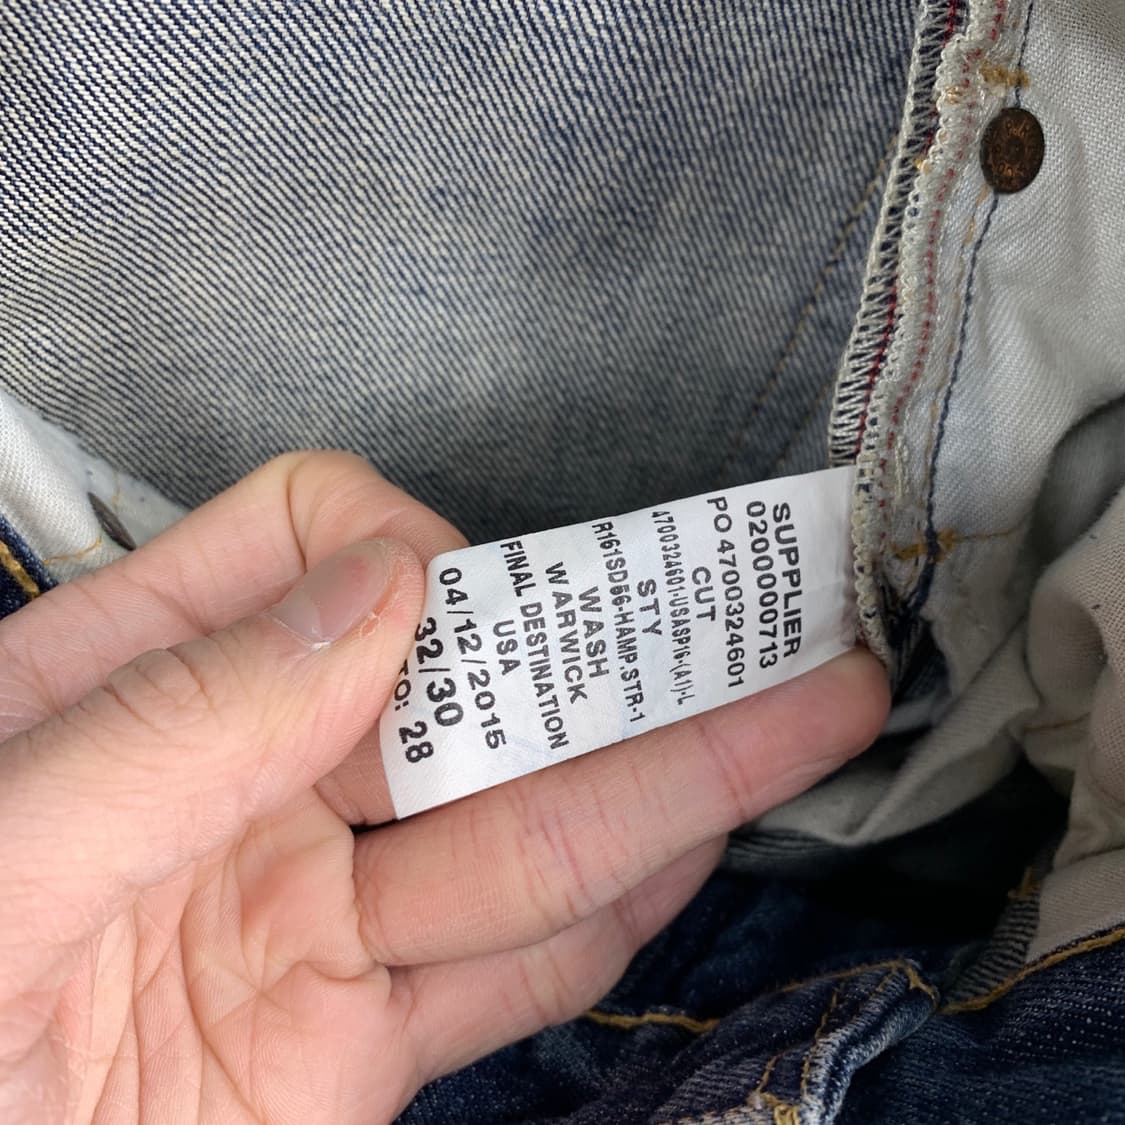 SUPPLIER
0200000713
PO 4700324601
CUT
4700324601-USASP16-(A1)-L
STY
R161SD56-HAMP.STR-1
WASH
WARWICK
FINAL DESTINATION
USA
04/12/2015
32/30
TO: 28